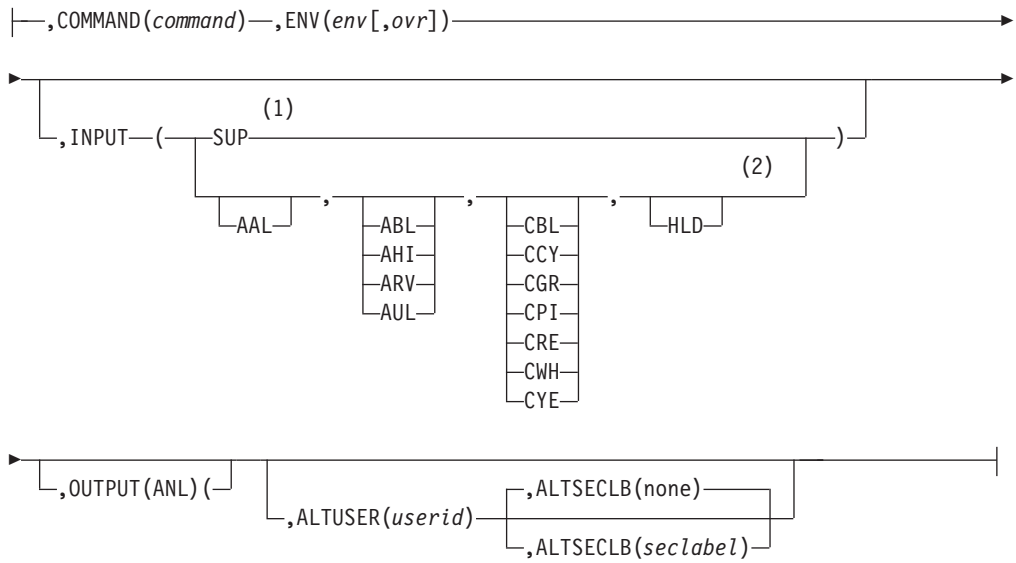 ,COMMAND(command) ,ENV(env[,ovr])
(1)
,INPUT ( SUP )
(2)
AAL , ABL , CBL , HLD
AHI CCY
ARV CGR
AUL CPI
CRE
CWH
CYE
,OUTPUT(ANL)( ,ALTSECLB(none)
,ALTUSER(userid)
,ALTSECLB(seclabel)